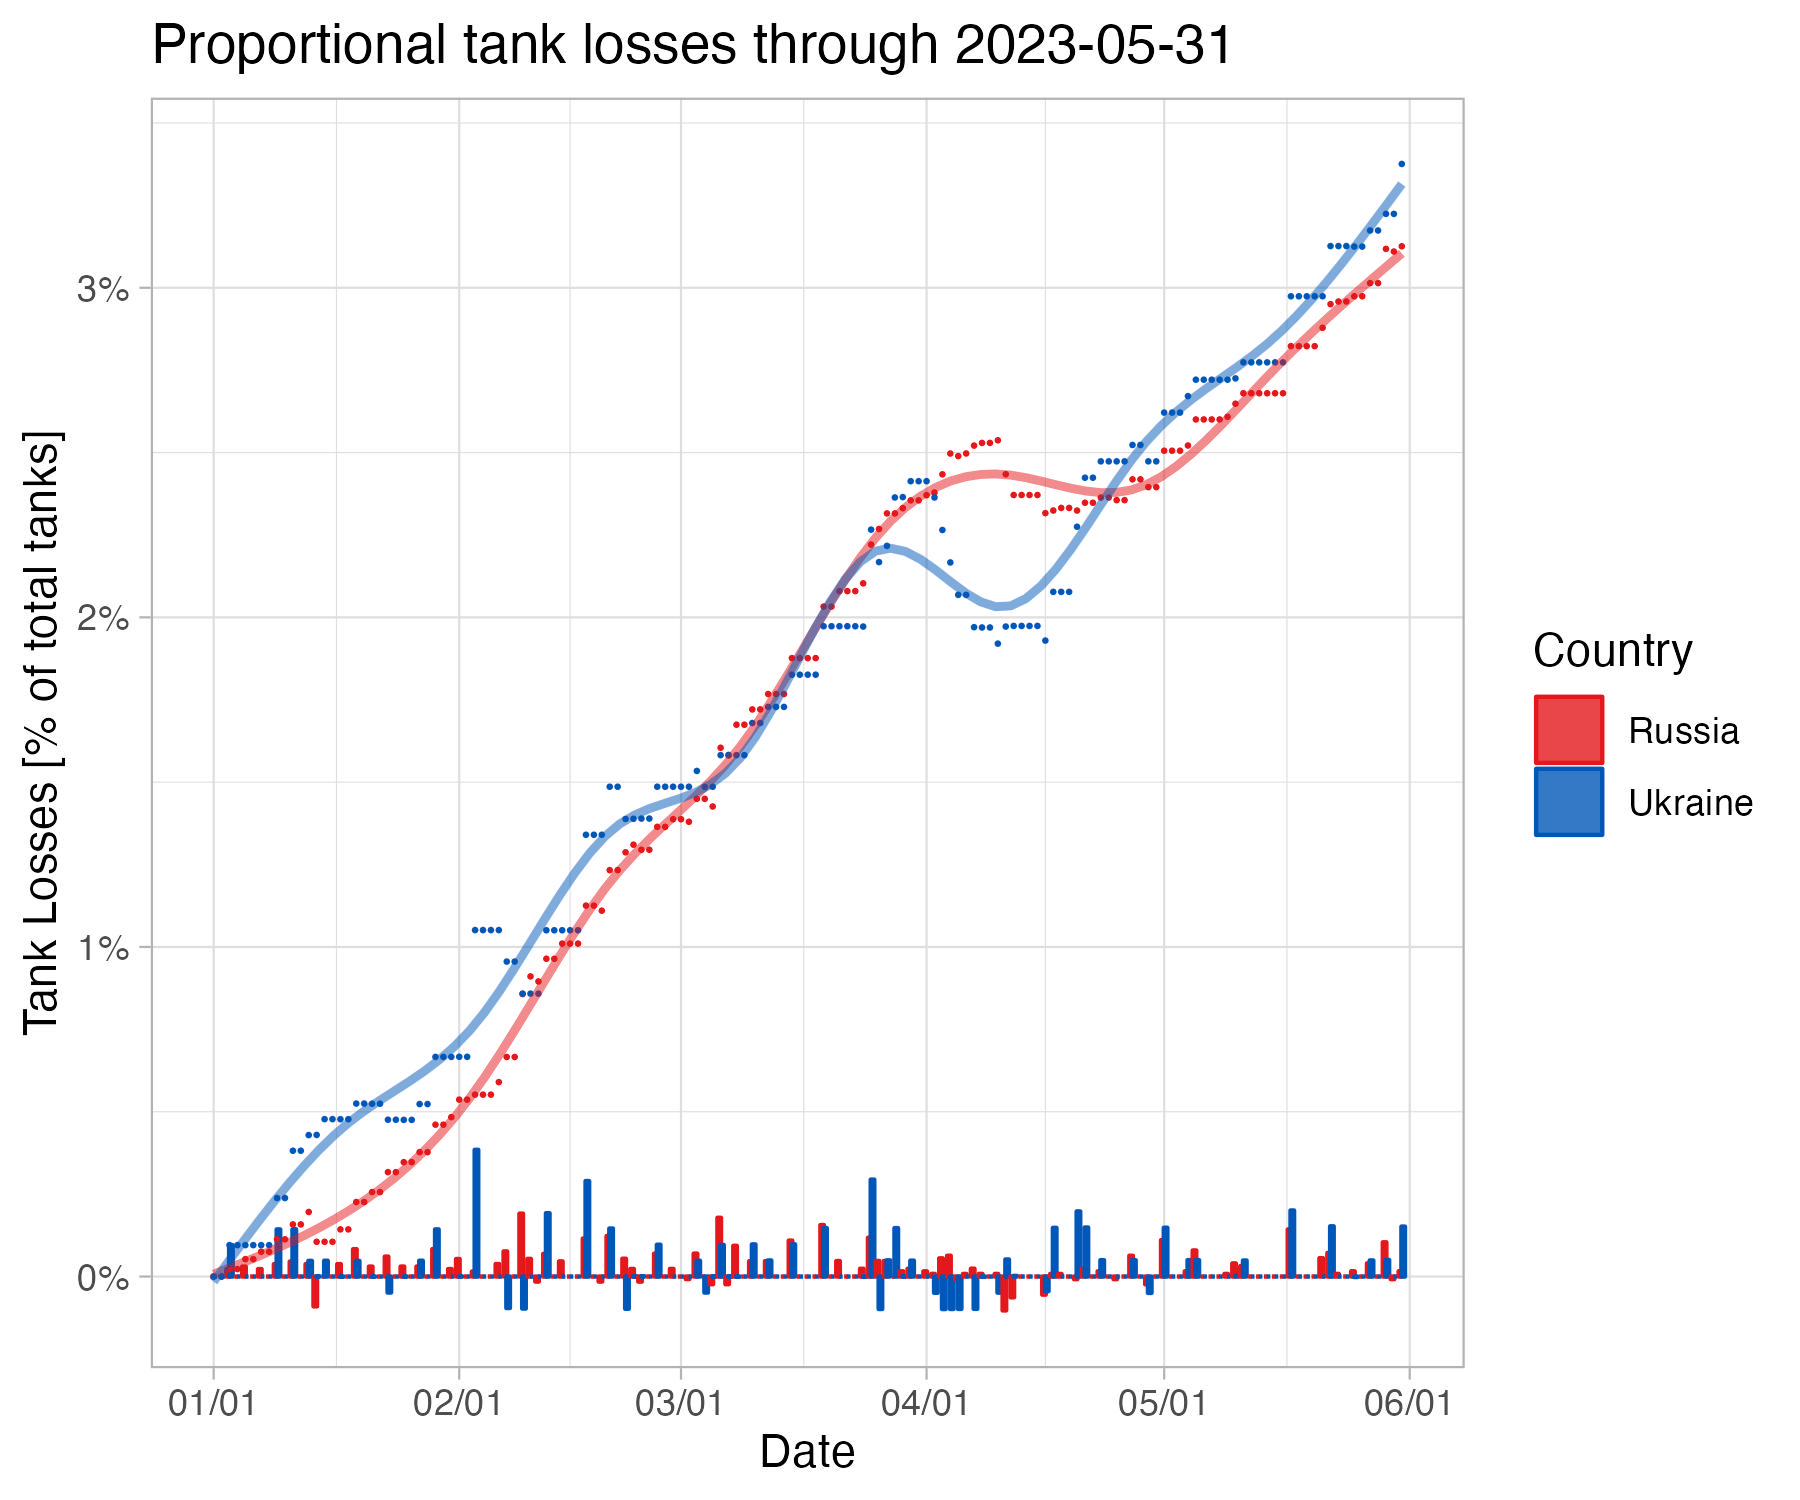 Proportional tank losses through 2023-05-31
Tank Losses [% of total tanks]
3%
2%
1%
0%
01/01
02/01
03/01
04/01
05/01
06/01
Date
Country
Russia
Ukraine